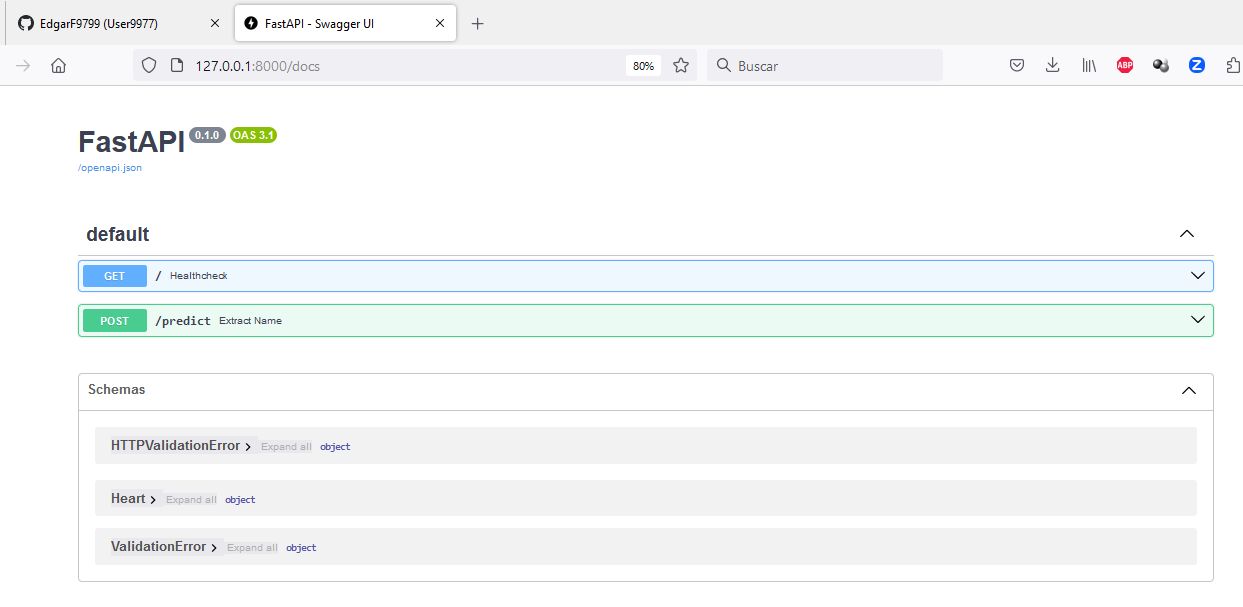 EdgarF9799 (User9977)
FastAPI - Swagger UI
127.0.0.1:8000/docs
80%
Buscar
ABP
Z
FastAPI 0.1.0 OAS 3.1
/openapi.json
default
GET / Healthcheck
POST /predict Extract Name
Schemas
HTTPValidationError Expand all object
Heart Expand all object
ValidationError Expand all object